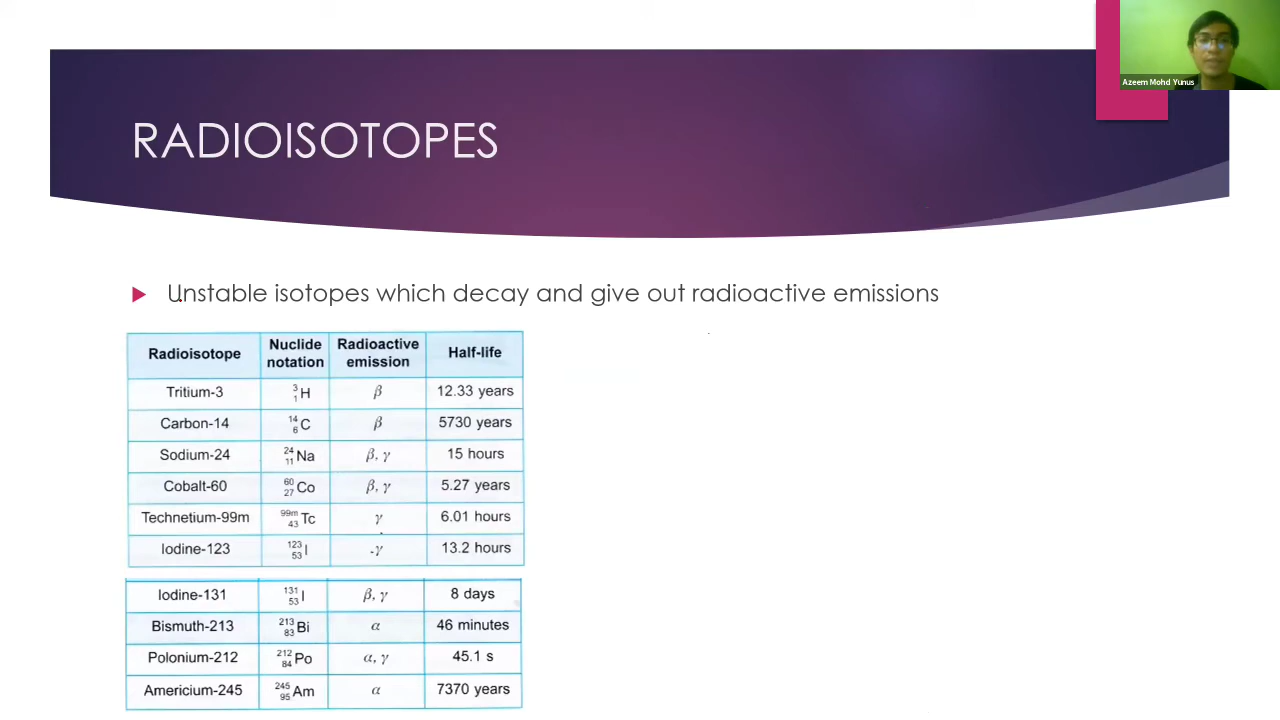 Azeem Mohd Yunus
RADIOISOTOPES
Unstable isotopes which decay and give out radioactive emissions
Radioisotope Nuclide notation Radioactive emission Half-life
Tritium-3 ³₁H β 12.33 years
Carbon-14 ¹⁴₆C β 5730 years
Sodium-24 ²⁴₁₁Na β, γ 15 hours
Cobalt-60 ⁶⁰₂₇Co β, γ 5.27 years
Technetium-99m ⁹⁹ᵐ₄₃Tc γ 6.01 hours
Iodine-123 ¹²³₅₃I γ 13.2 hours
Iodine-131 ¹³¹₅₃I β, γ 8 days
Bismuth-213 ²¹³₈₃Bi α 46 minutes
Polonium-212 ²¹²₈₄Po α, γ 45.1 s
Americium-245 ²⁴⁵₉₅Am α 7370 years